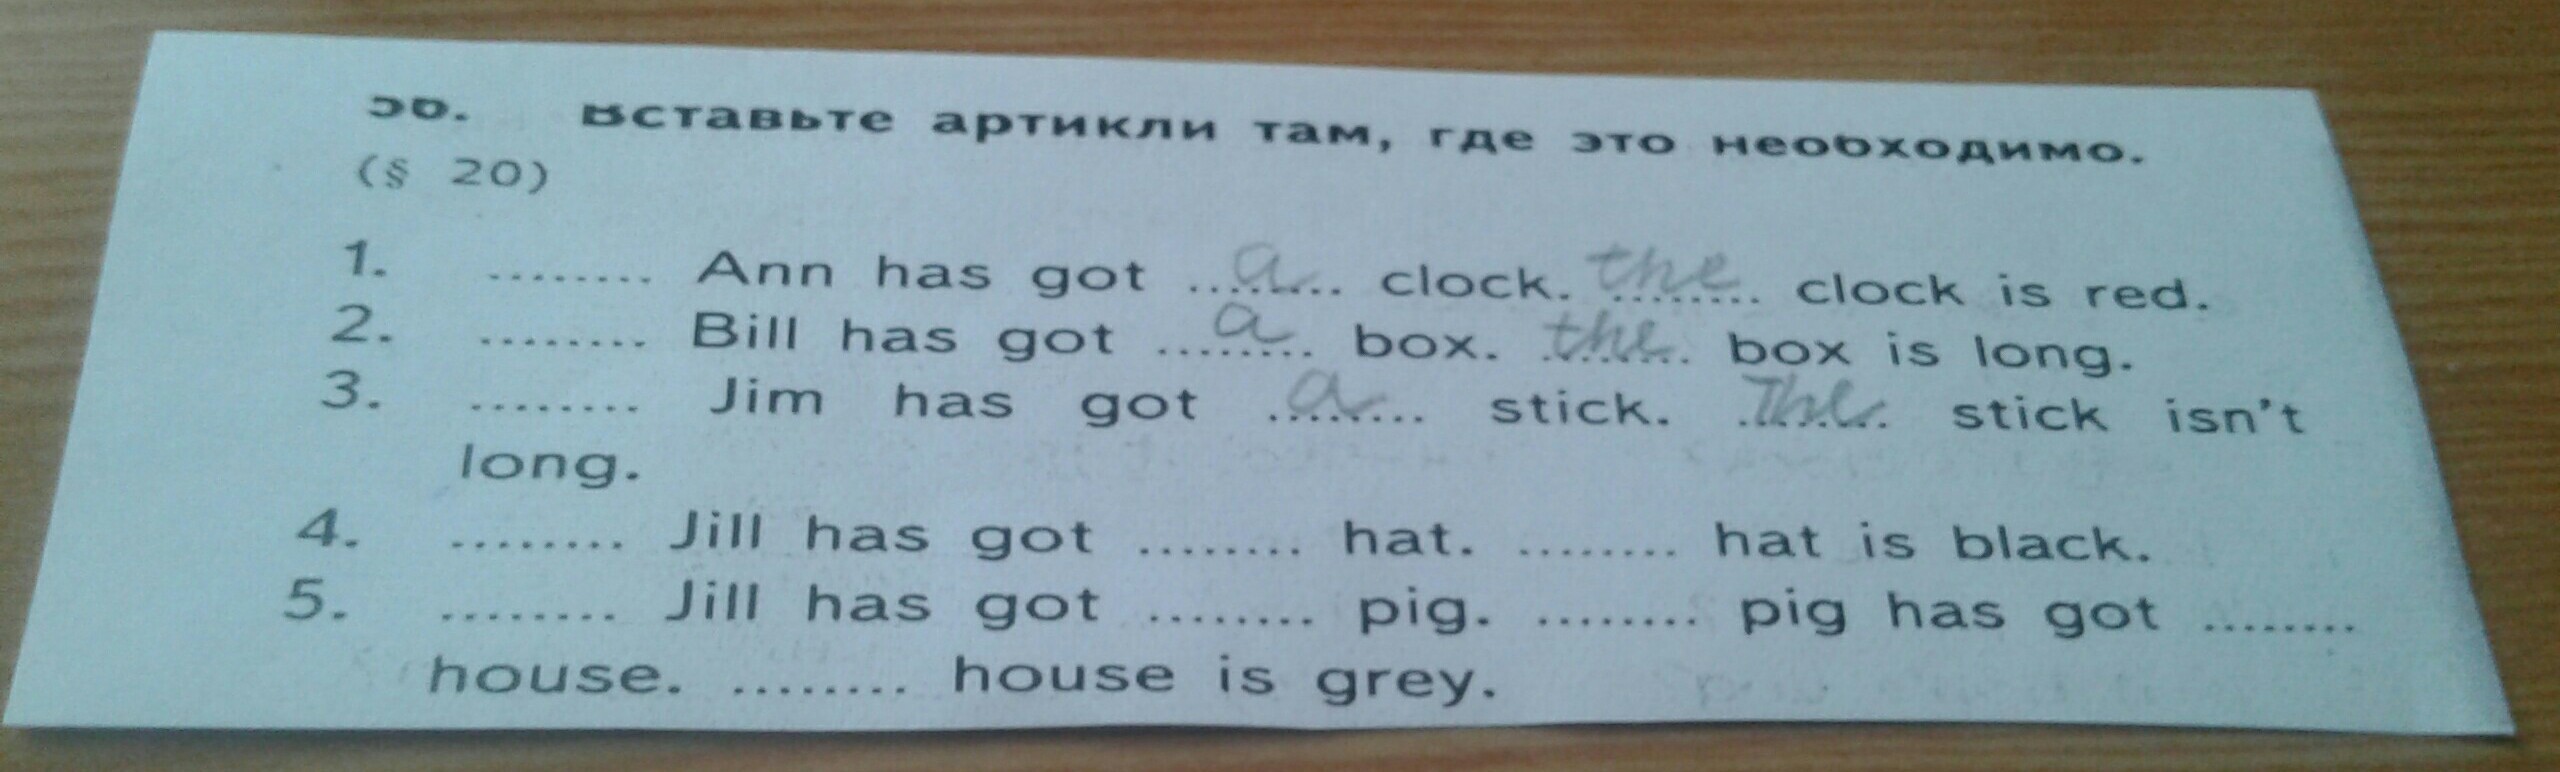 36. Вставьте артикли там, где это необходимо.
(§ 20)
1. ........ Ann has got ...a... clock. the clock is red.
2. ........ Bill has got ...a... box. the box is long.
3. ........ Jim has got ...a... stick. The stick isn't
long.
4. ........ Jill has got ........ hat. ........ hat is black.
5. ........ Jill has got ........ pig. ........ pig has got ........
house. ........ house is grey.